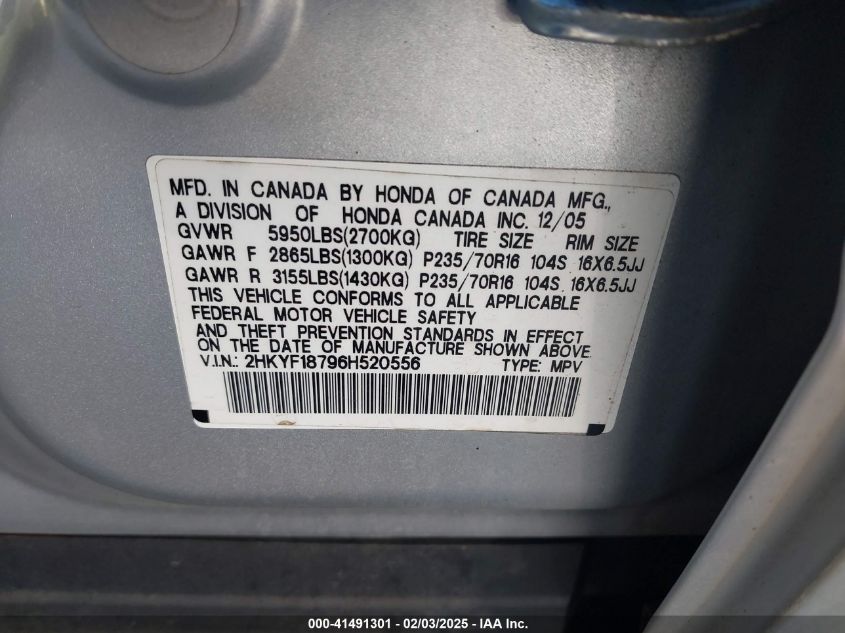 MFD. IN CANADA BY HONDA OF CANADA MFG.,
A DIVISION OF HONDA CANADA INC. 12/05
GVWR 5950LBS(2700KG) TIRE SIZE RIM SIZE
GAWR F 2865LBS(1300KG) P235/70R16 104S 16X6.5JJ
GAWR R 3155LBS(1430KG) P235/70R16 104S 16X6.5JJ
THIS VEHICLE CONFORMS TO ALL APPLICABLE
FEDERAL MOTOR VEHICLE SAFETY
AND THEFT PREVENTION STANDARDS IN EFFECT
ON THE DATE OF MANUFACTURE SHOWN ABOVE.
V.I.N.: 2HKYF18796H520556 TYPE: MPV
000-41491301 - 02/03/2025 - IAA Inc.